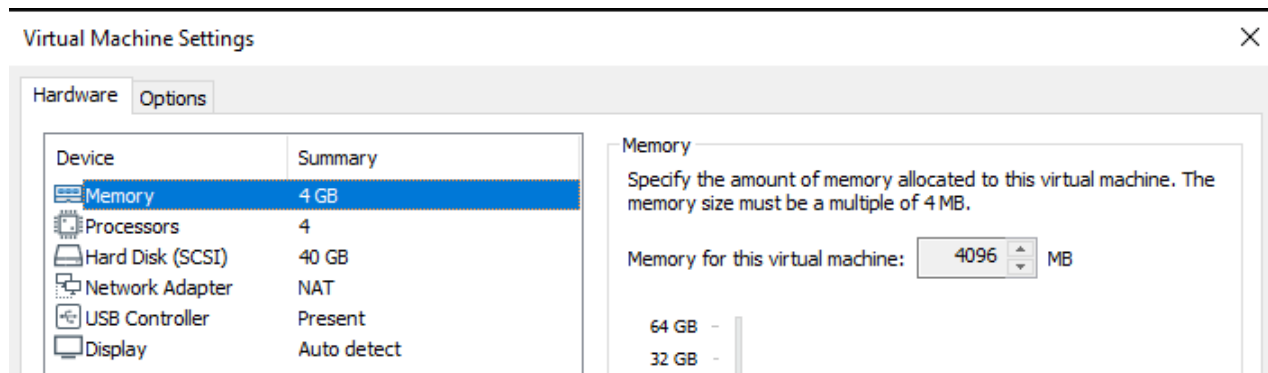 Virtual Machine Settings
Hardware Options
Device Summary
Memory 4 GB
Processors 4
Hard Disk (SCSI) 40 GB
Network Adapter NAT
USB Controller Present
Display Auto detect
Memory
Specify the amount of memory allocated to this virtual machine. The
memory size must be a multiple of 4 MB.
Memory for this virtual machine: 4096 MB
64 GB
32 GB